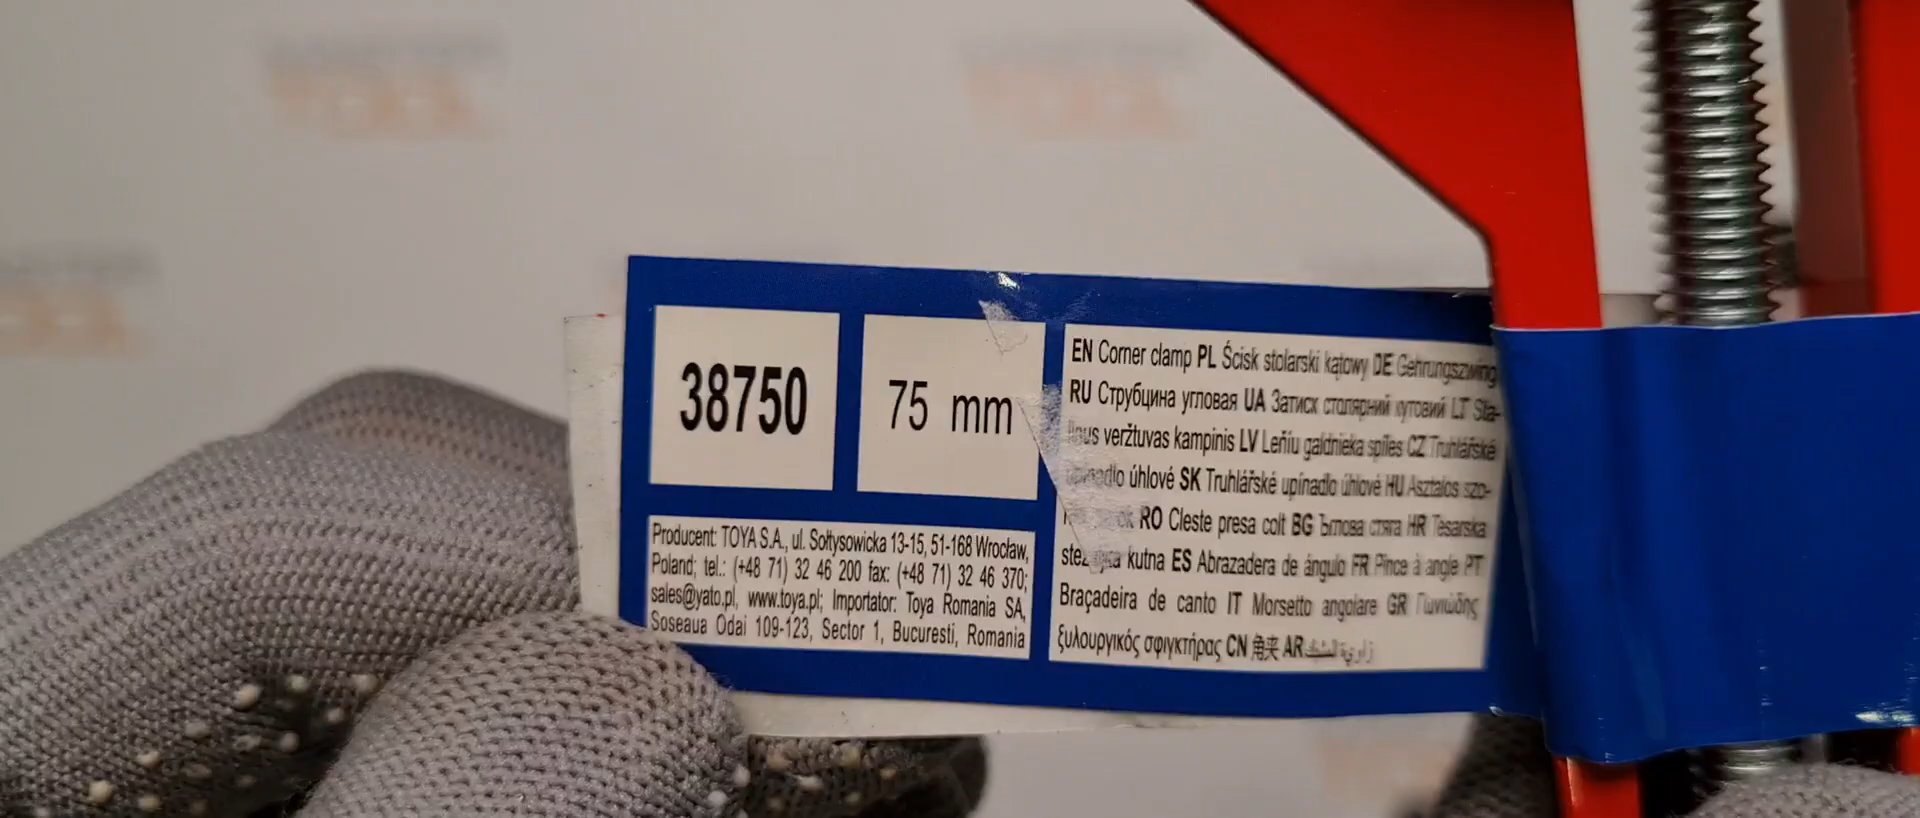 38750
75 mm
EN Corner clamp PL Ścisk stolarski kątowy DE Gehrungszwing
RU Струбцина угловая UA Затиск столярний кутовий LT Sta-
veržtuvas kampinis LV Leņķu galdnieka spīles CZ Truhlářské
úhlové SK Truhlářské upínadlo úhlové HU Asztalos szo-
RO Cleste presa colt BG Ъглова стяга HR Tesarska
kutna ES Abrazadera de ángulo FR Pince à angle PT
Braçadeira de canto IT Morsetto angolare GR Γωνιώδης
ξυλουργικός σφιγκτήρας CN 角夹 AR
Producent: TOYA S.A., ul. Sołtysowicka 13-15, 51-168 Wrocław,
Poland; tel.: (+48 71) 32 46 200 fax: (+48 71) 32 46 370;
sales@yato.pl, www.toya.pl; Importator: Toya Romania SA,
Soseaua Odai 109-123, Sector 1, Bucuresti, Romania